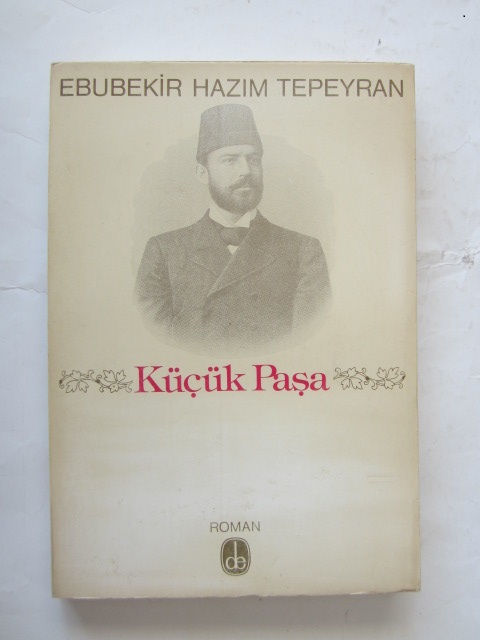 EBUBEKİR HAZIM TEPEYRAN
Küçük Paşa
ROMAN
de